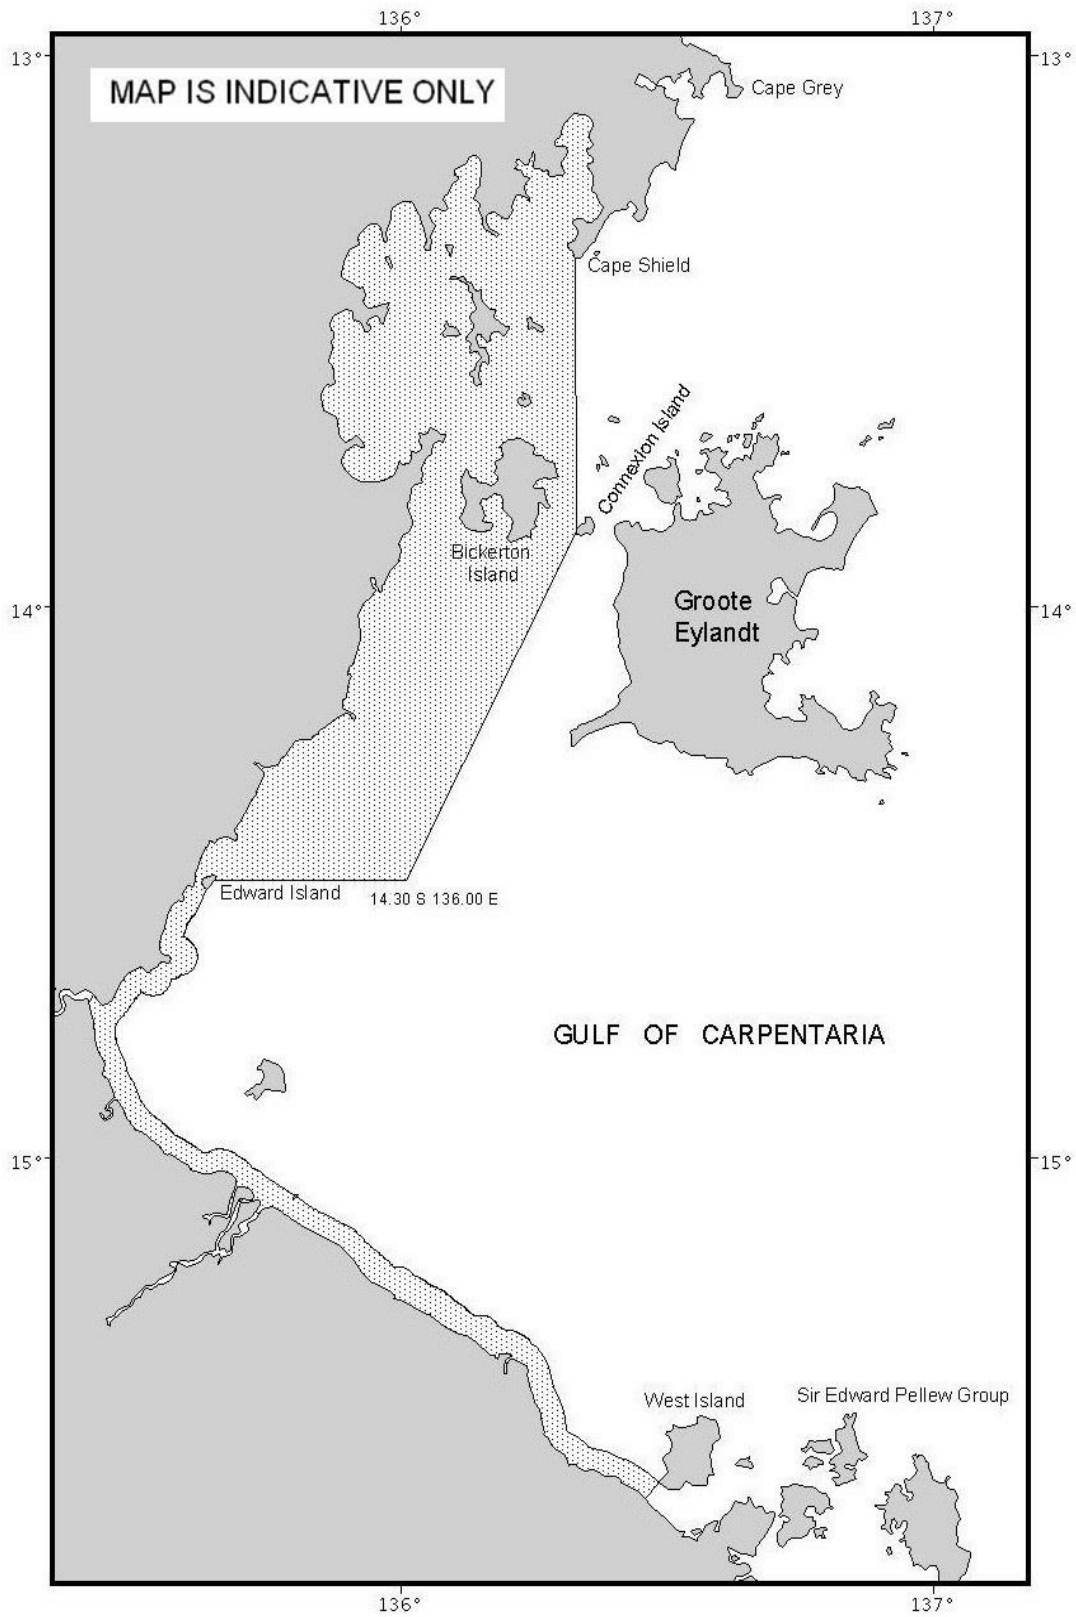 136° 137°
13° 13°
MAP IS INDICATIVE ONLY
Cape Grey
Cape Shield
Connexion Island
Bickerton
Island
Groote
Eylandt
14° 14°
Edward Island
14.30 S 136.00 E
GULF OF CARPENTARIA
15° 15°
West Island
Sir Edward Pellew Group
136° 137°